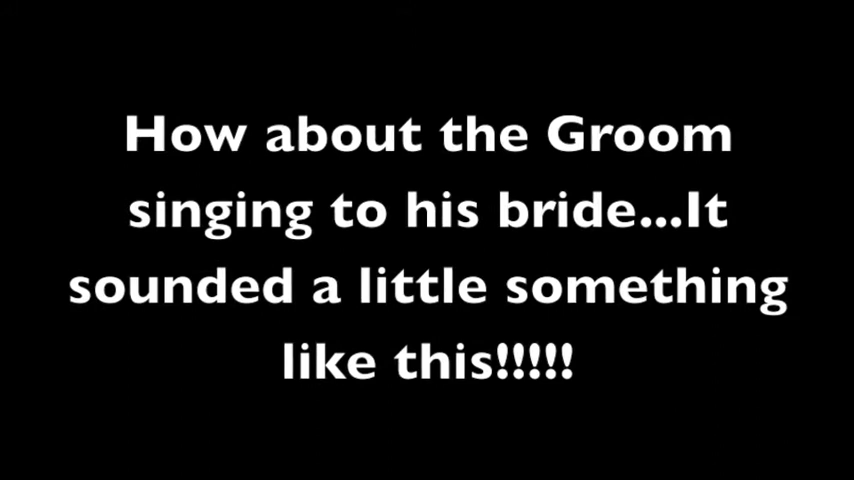 How about the Groom
singing to his bride...It
sounded a little something
like this!!!!!